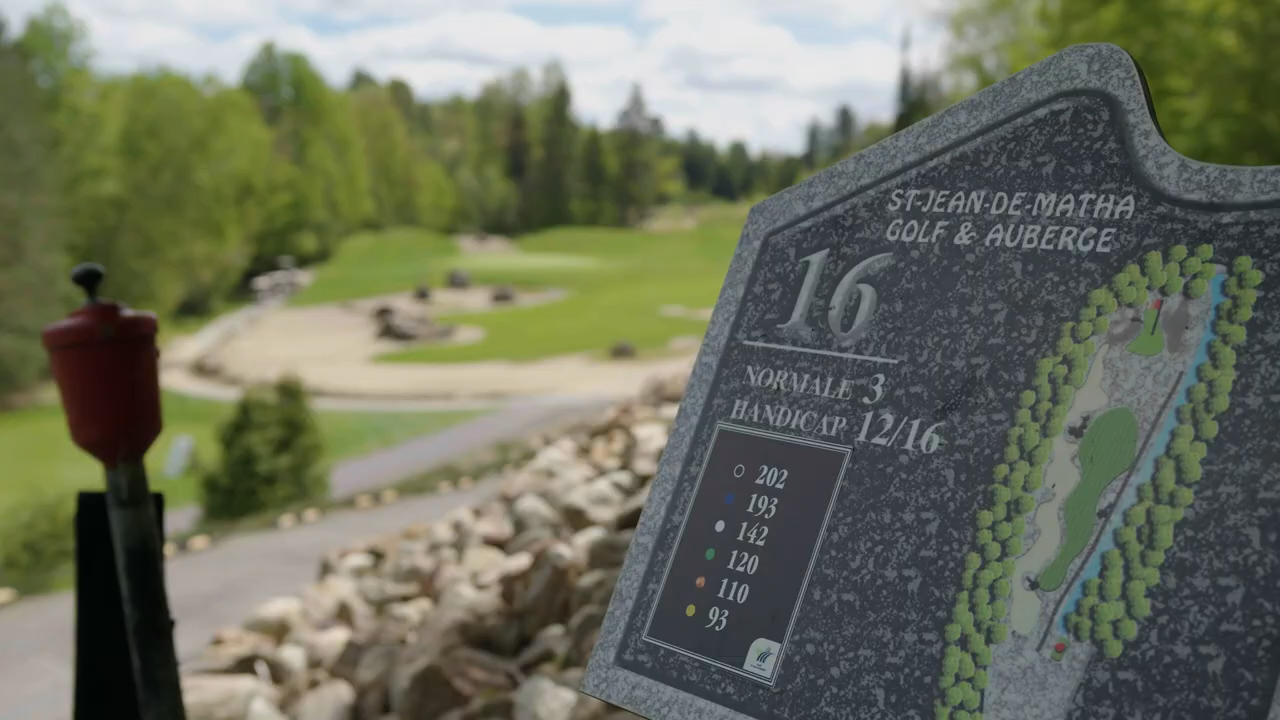 ST-JEAN-DE-MATHA
GOLF & AUBERGE
16
NORMALE 3
HANDICAP 12/16
202
193
142
120
110
93